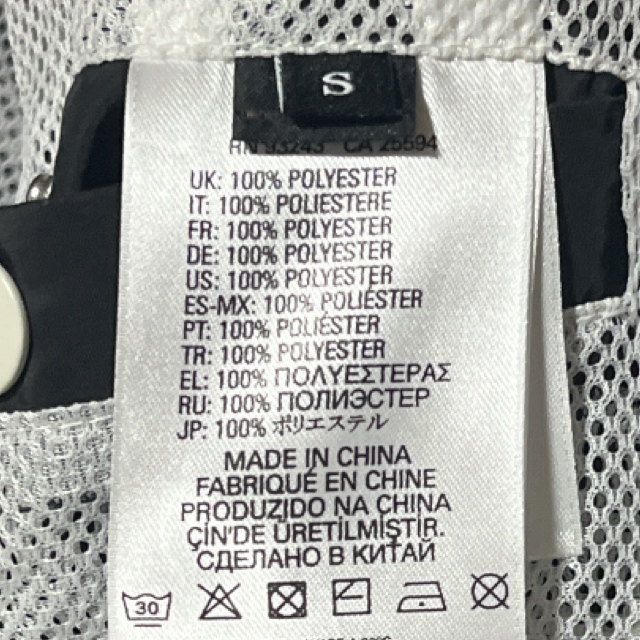 S
RN 93243 CA 25594
UK: 100% POLYESTER
IT: 100% POLIESTERE
FR: 100% POLYESTER
DE: 100% POLYESTER
US: 100% POLYESTER
ES-MX: 100% POLIÉSTER
PT: 100% POLIÉSTER
TR: 100% POLYESTER
EL: 100% ΠΟΛΥΕΣΤΕΡΑΣ
RU: 100% ПОЛИЭСТЕР
JP: 100% ポリエステル
MADE IN CHINA
FABRIQUÉ EN CHINE
PRODUZIDO NA CHINA
ÇİN'DE ÜRETİLMİŞTİR.
СДЕЛАНО В КИТАЙ
30